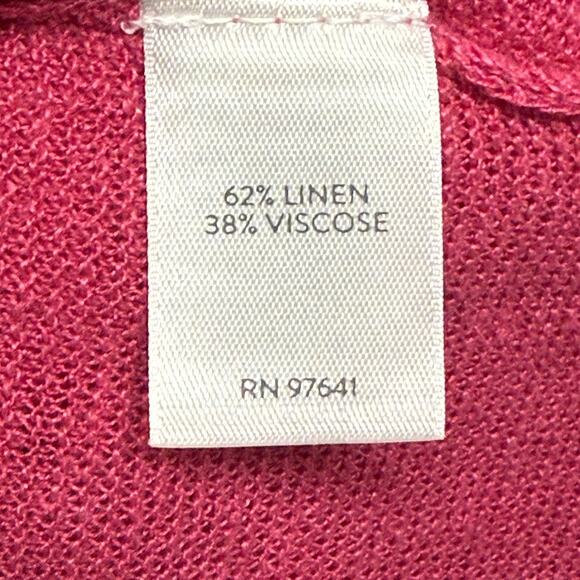 62% LINEN
38% VISCOSE
RN 97641